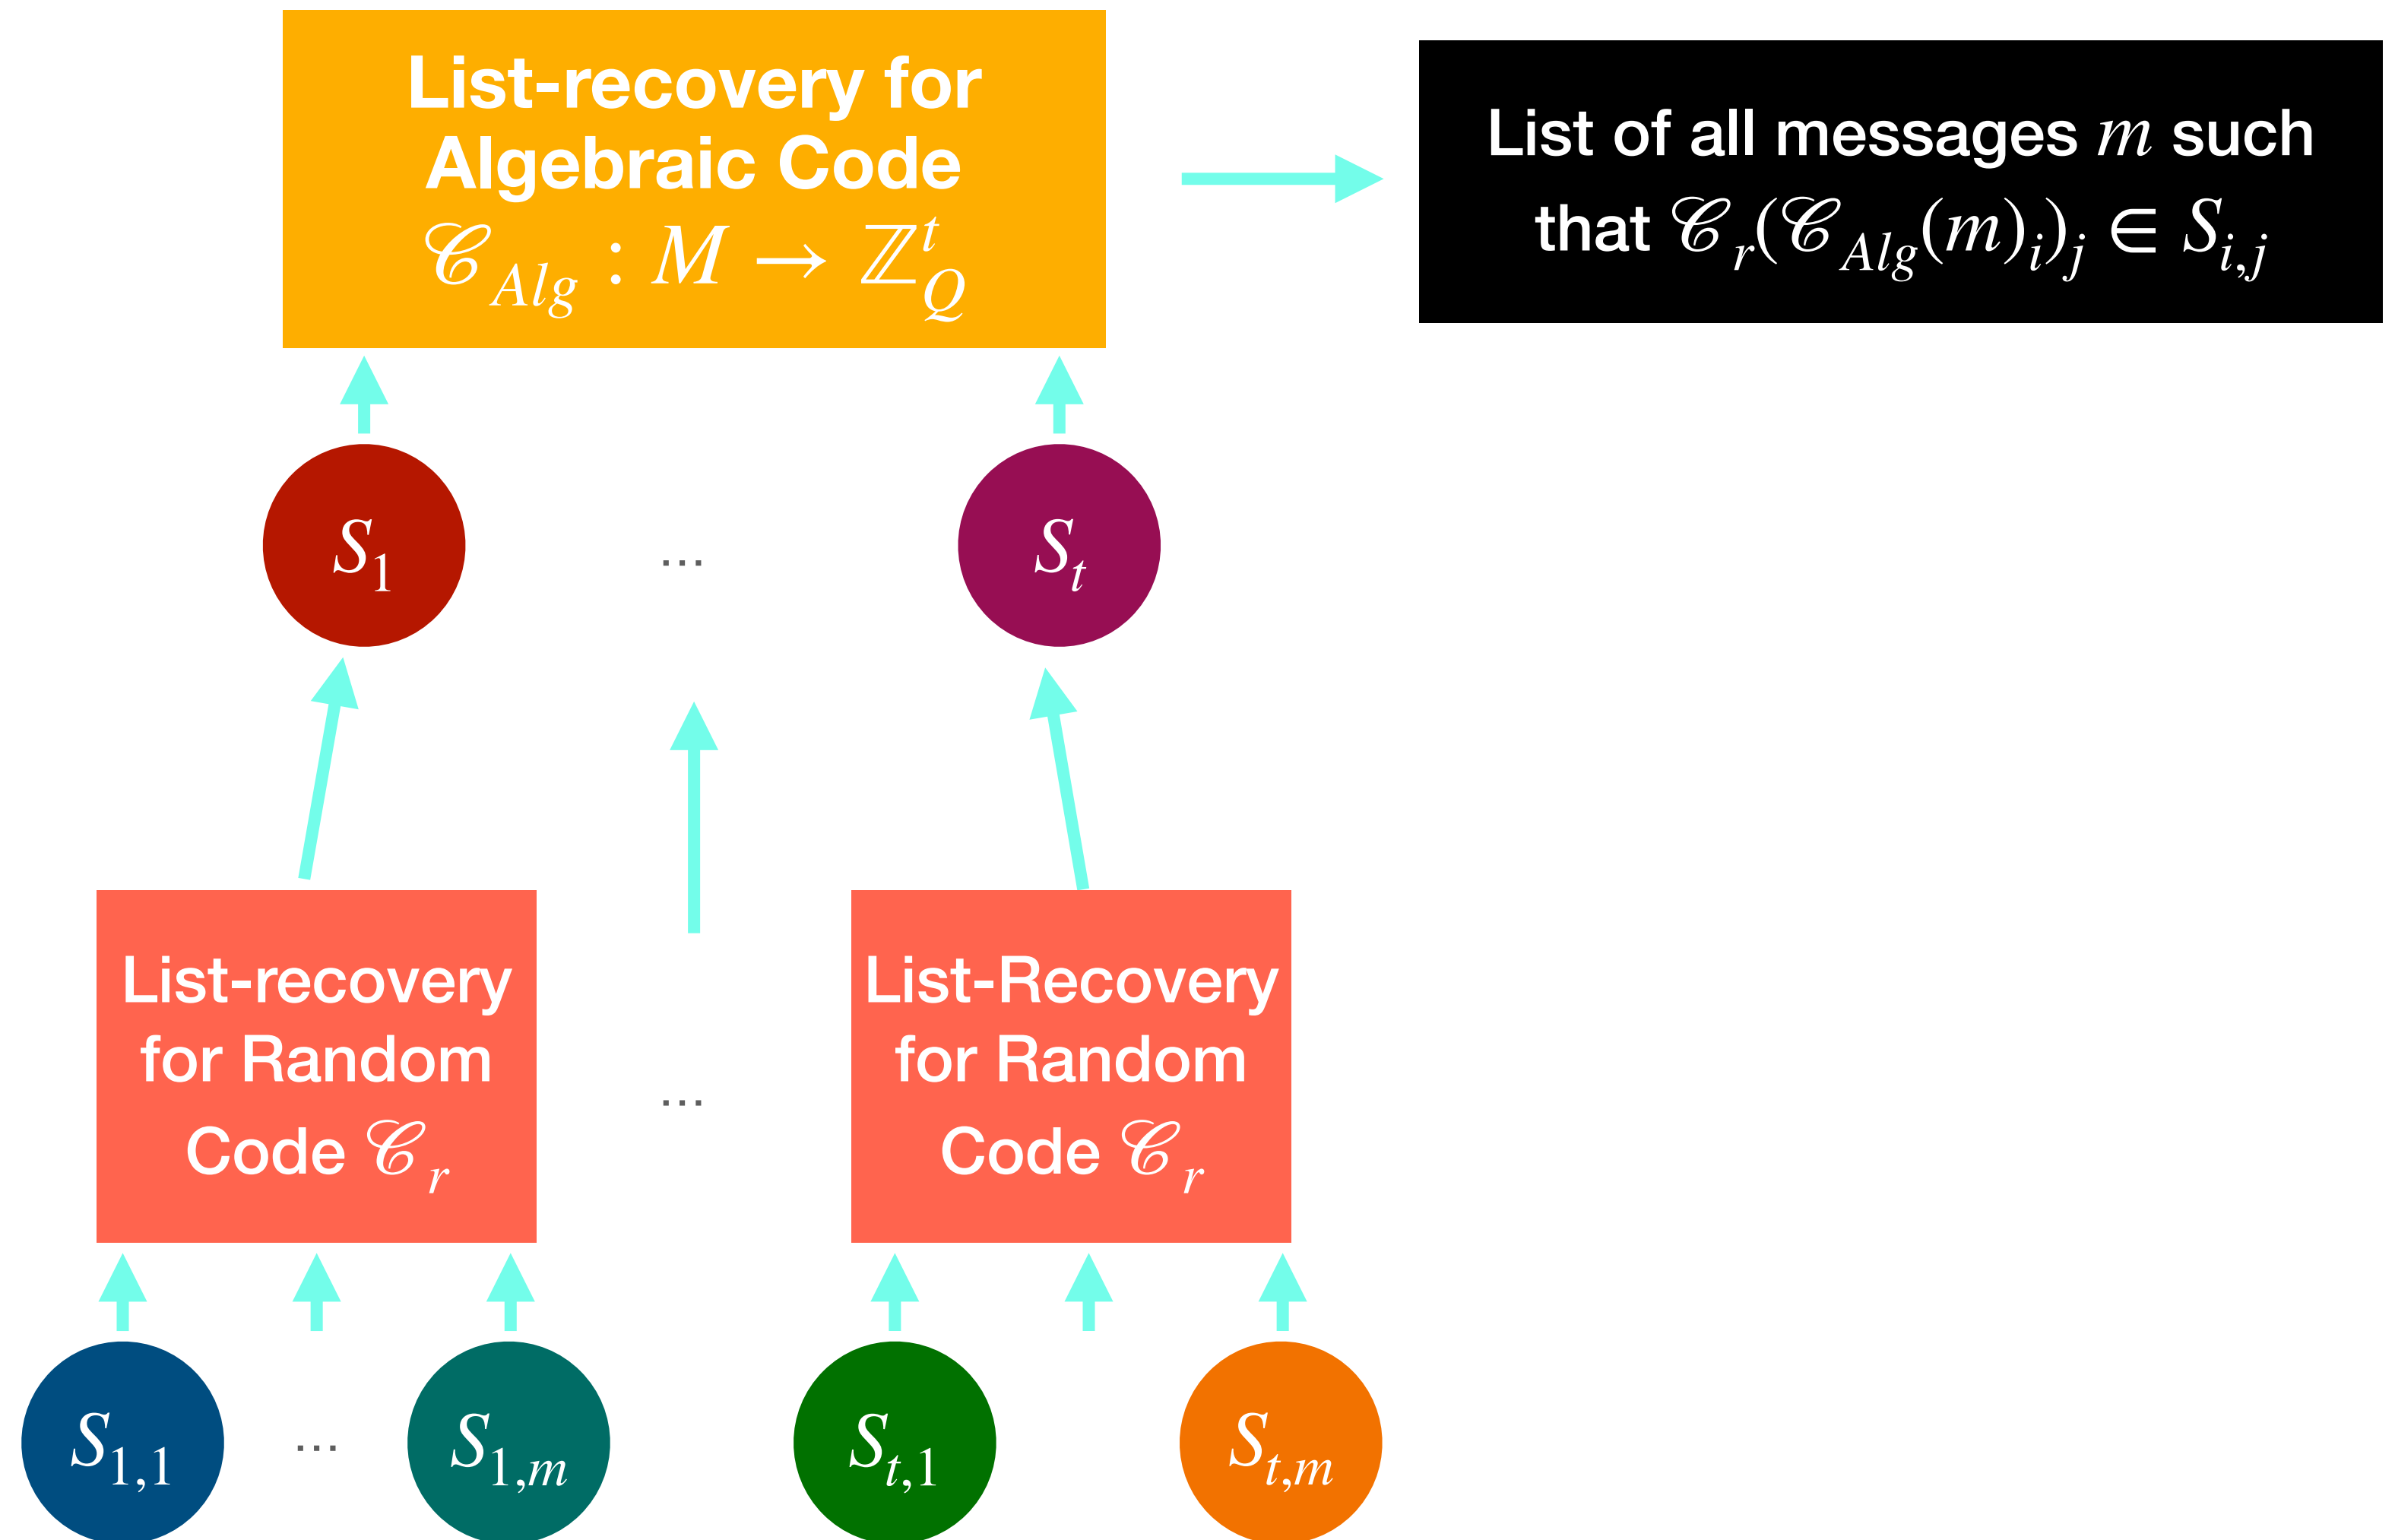 List-recovery for
Algebraic Code
𝒞_{Alg} : M → ℤ_Q^t
List of all messages m such
that 𝒞_r(𝒞_{Alg}(m)_i)_j ∈ S_{i,j}
S_1
...
S_t
List-recovery
for Random
Code 𝒞_r
...
List-Recovery
for Random
Code 𝒞_r
S_{1,1}
...
S_{1,m}
S_{t,1}
S_{t,m}